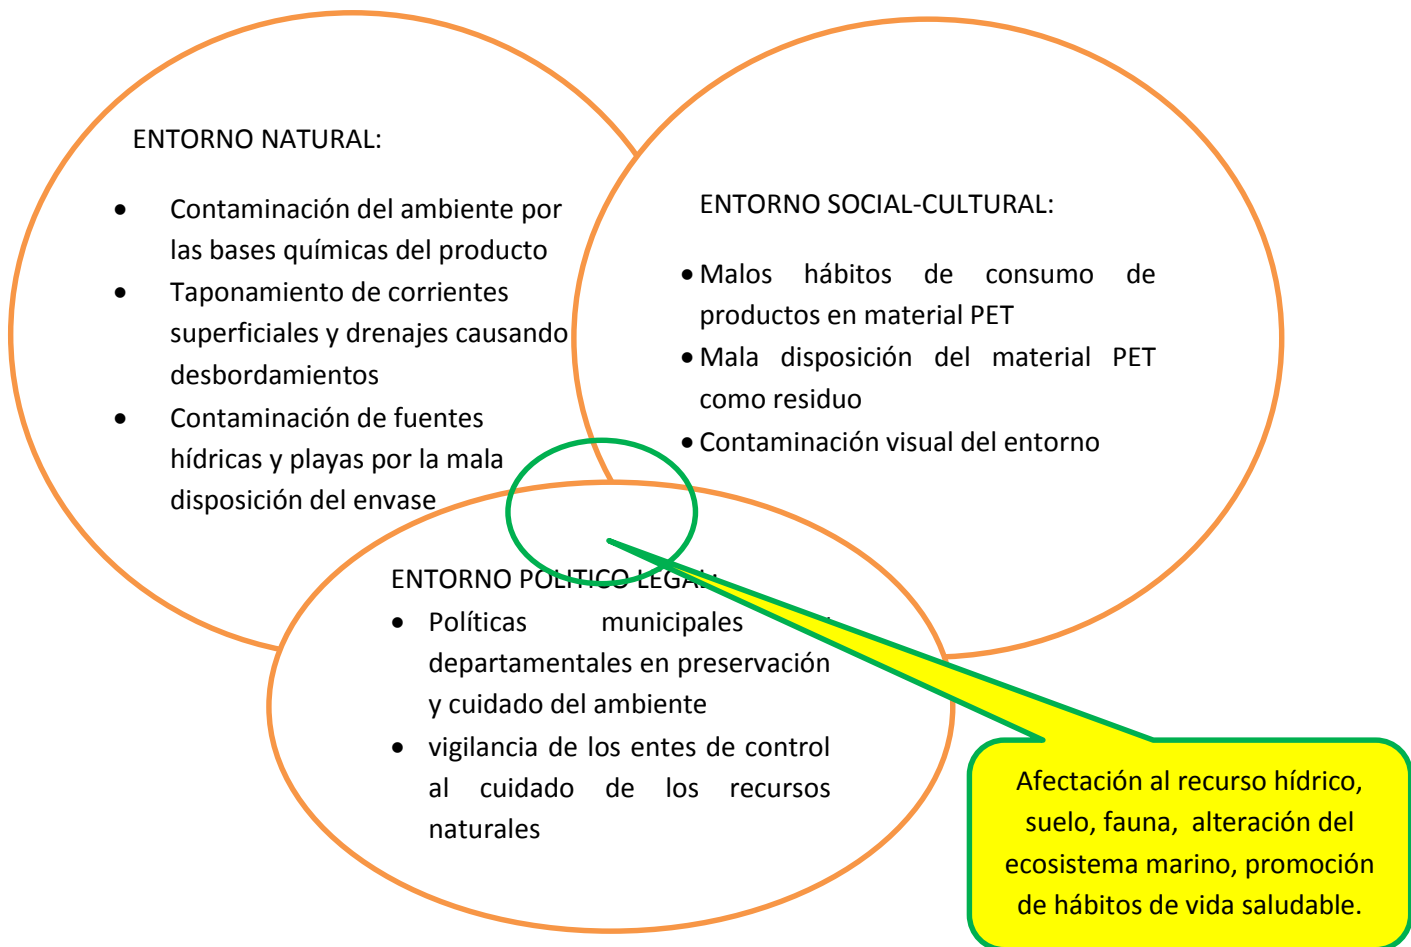 ENTORNO NATURAL:
• Contaminación del ambiente por
las bases químicas del producto
• Taponamiento de corrientes
superficiales y drenajes causando
desbordamientos
• Contaminación de fuentes
hídricas y playas por la mala
disposición del envase
ENTORNO SOCIAL-CULTURAL:
• Malos hábitos de consumo de
productos en material PET
• Mala disposición del material PET
como residuo
• Contaminación visual del entorno
ENTORNO POLITICO LEGAL:
• Políticas municipales
departamentales en preservación
y cuidado del ambiente
• vigilancia de los entes de control
al cuidado de los recursos
naturales
Afectación al recurso hídrico,
suelo, fauna, alteración del
ecosistema marino, promoción
de hábitos de vida saludable.